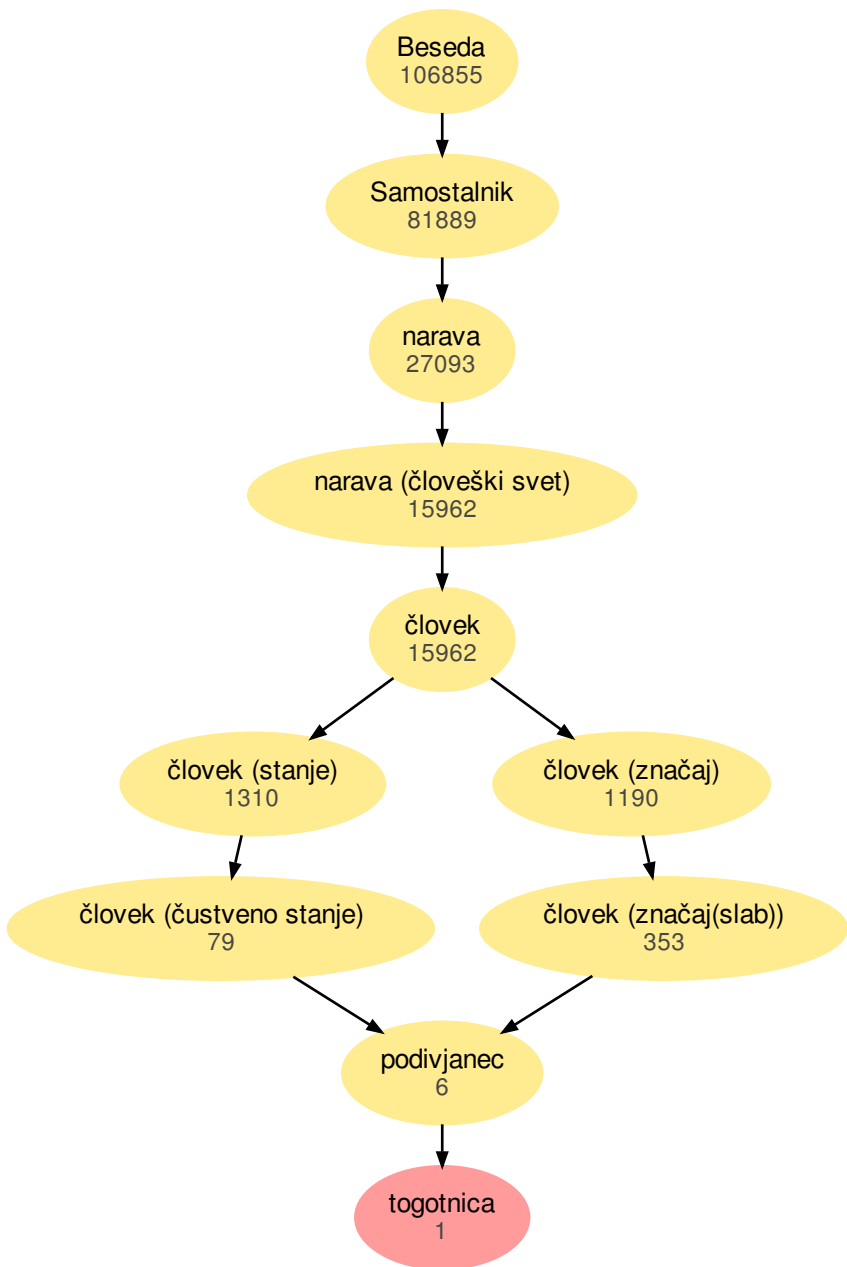 Beseda
106855
Samostalnik
81889
narava
27093
narava (človeški svet)
15962
človek
15962
človek (stanje)
1310
človek (značaj)
1190
človek (čustveno stanje)
79
človek (značaj(slab))
353
podivjanec
6
togotnica
1